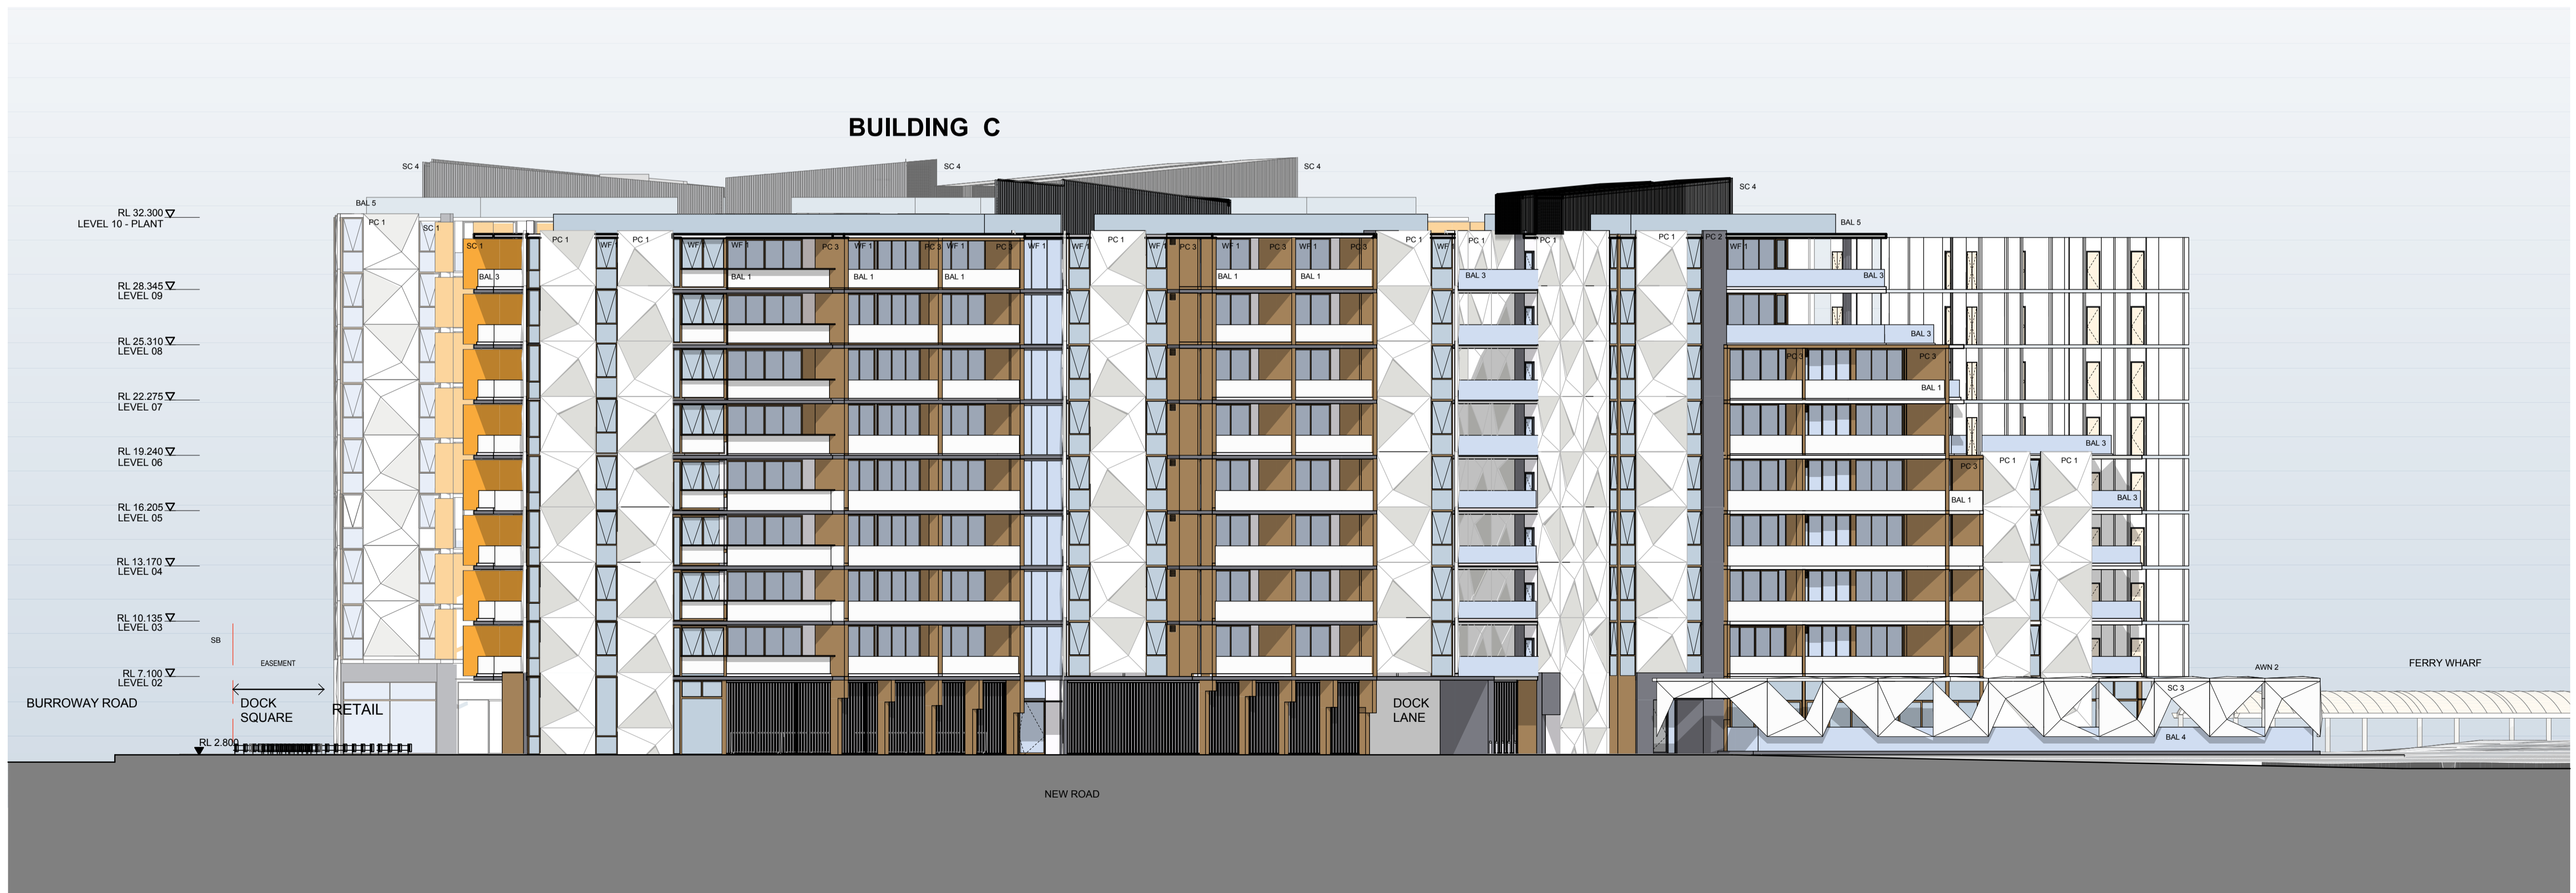 BUILDING C
SC 4
SC 4
SC 4
SC 4
BAL 5
RL 32.300
LEVEL 10 - PLANT
PC 1
SC 1
BAL 5
SC 1
PC 1
WF 1
PC 1
WF 1
WF 1
PC 3
WF 1
PC 3
WF 1
PC 3
WF 1
WF 1
PC 1
WF 1
PC 3
WF 1
PC 3
WF 1
PC 3
PC 1
WF 1
PC 1
PC 1
PC 1
PC 2
WF 1
BAL 3
BAL 1
BAL 1
BAL 1
BAL 1
BAL 1
BAL 3
BAL 3
RL 28.345
LEVEL 09
BAL 3
RL 25.310
LEVEL 08
PC 3
PC 3
BAL 1
RL 22.275
LEVEL 07
BAL 3
RL 19.240
LEVEL 06
PC 3
PC 1
PC 1
BAL 1
BAL 3
RL 16.205
LEVEL 05
RL 13.170
LEVEL 04
RL 10.135
LEVEL 03
SB
EASEMENT
RL 7.100
LEVEL 02
AWN 2
FERRY WHARF
SC 3
BURROWAY ROAD
DOCK
SQUARE
RETAIL
DOCK
LANE
BAL 4
RL 2.800
NEW ROAD